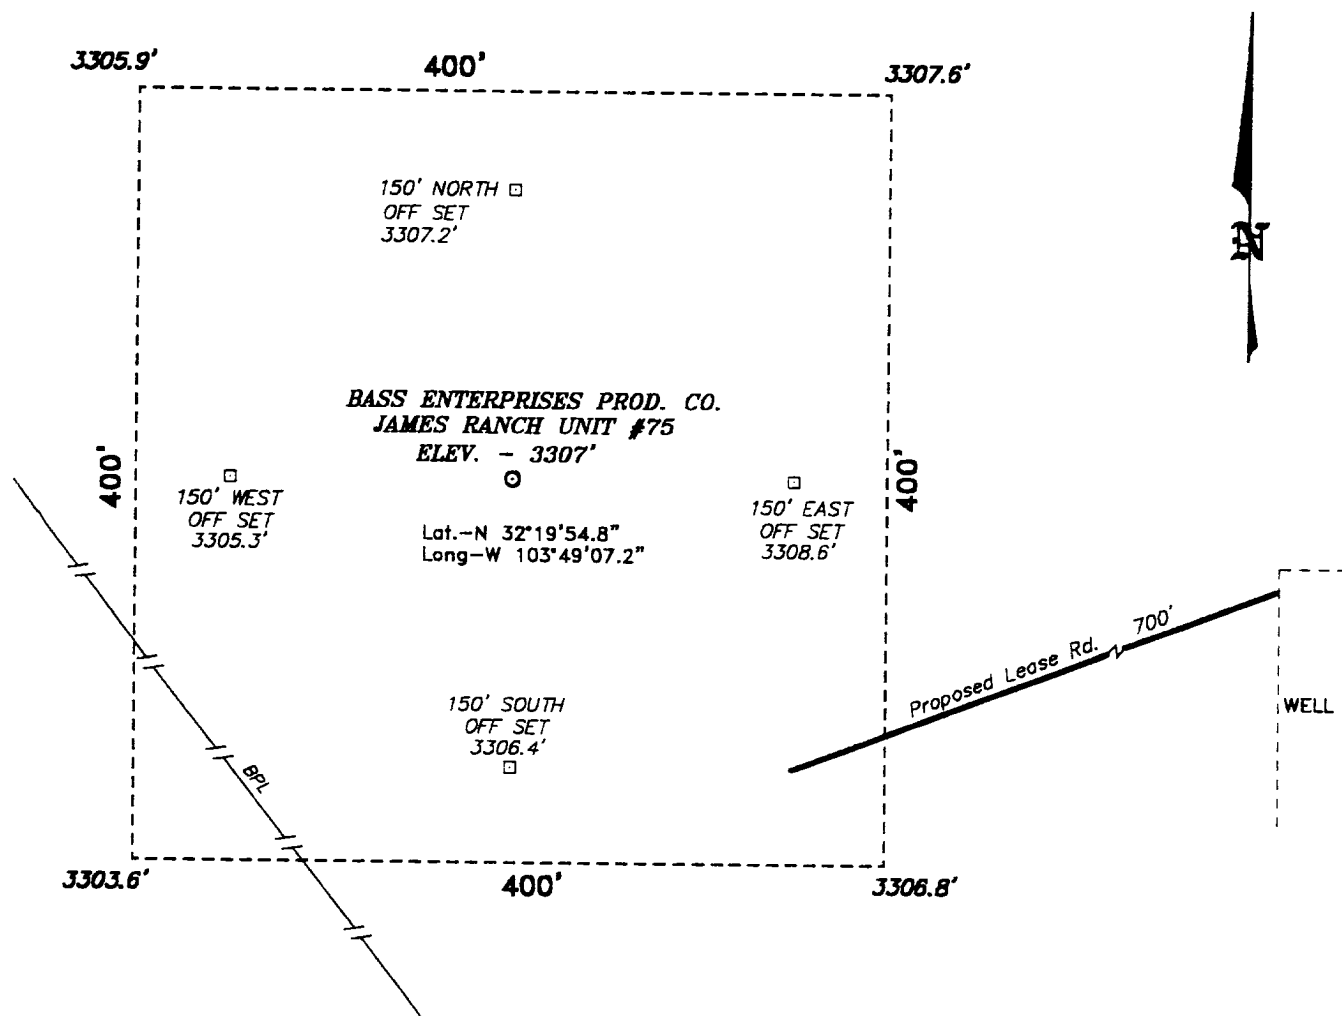 3305.9'
400'
3307.6'
150' NORTH
OFF SET
3307.2'
N
BASS ENTERPRISES PROD. CO.
JAMES RANCH UNIT #75
ELEV. - 3307'
400'
400'
150' WEST
OFF SET
3305.3'
150' EAST
OFF SET
3308.6'
Lat.-N 32°19'54.8"
Long-W 103°49'07.2"
Proposed Lease Rd. 700'
WELL
150' SOUTH
OFF SET
3306.4'
BPL
3303.6'
400'
3306.8'